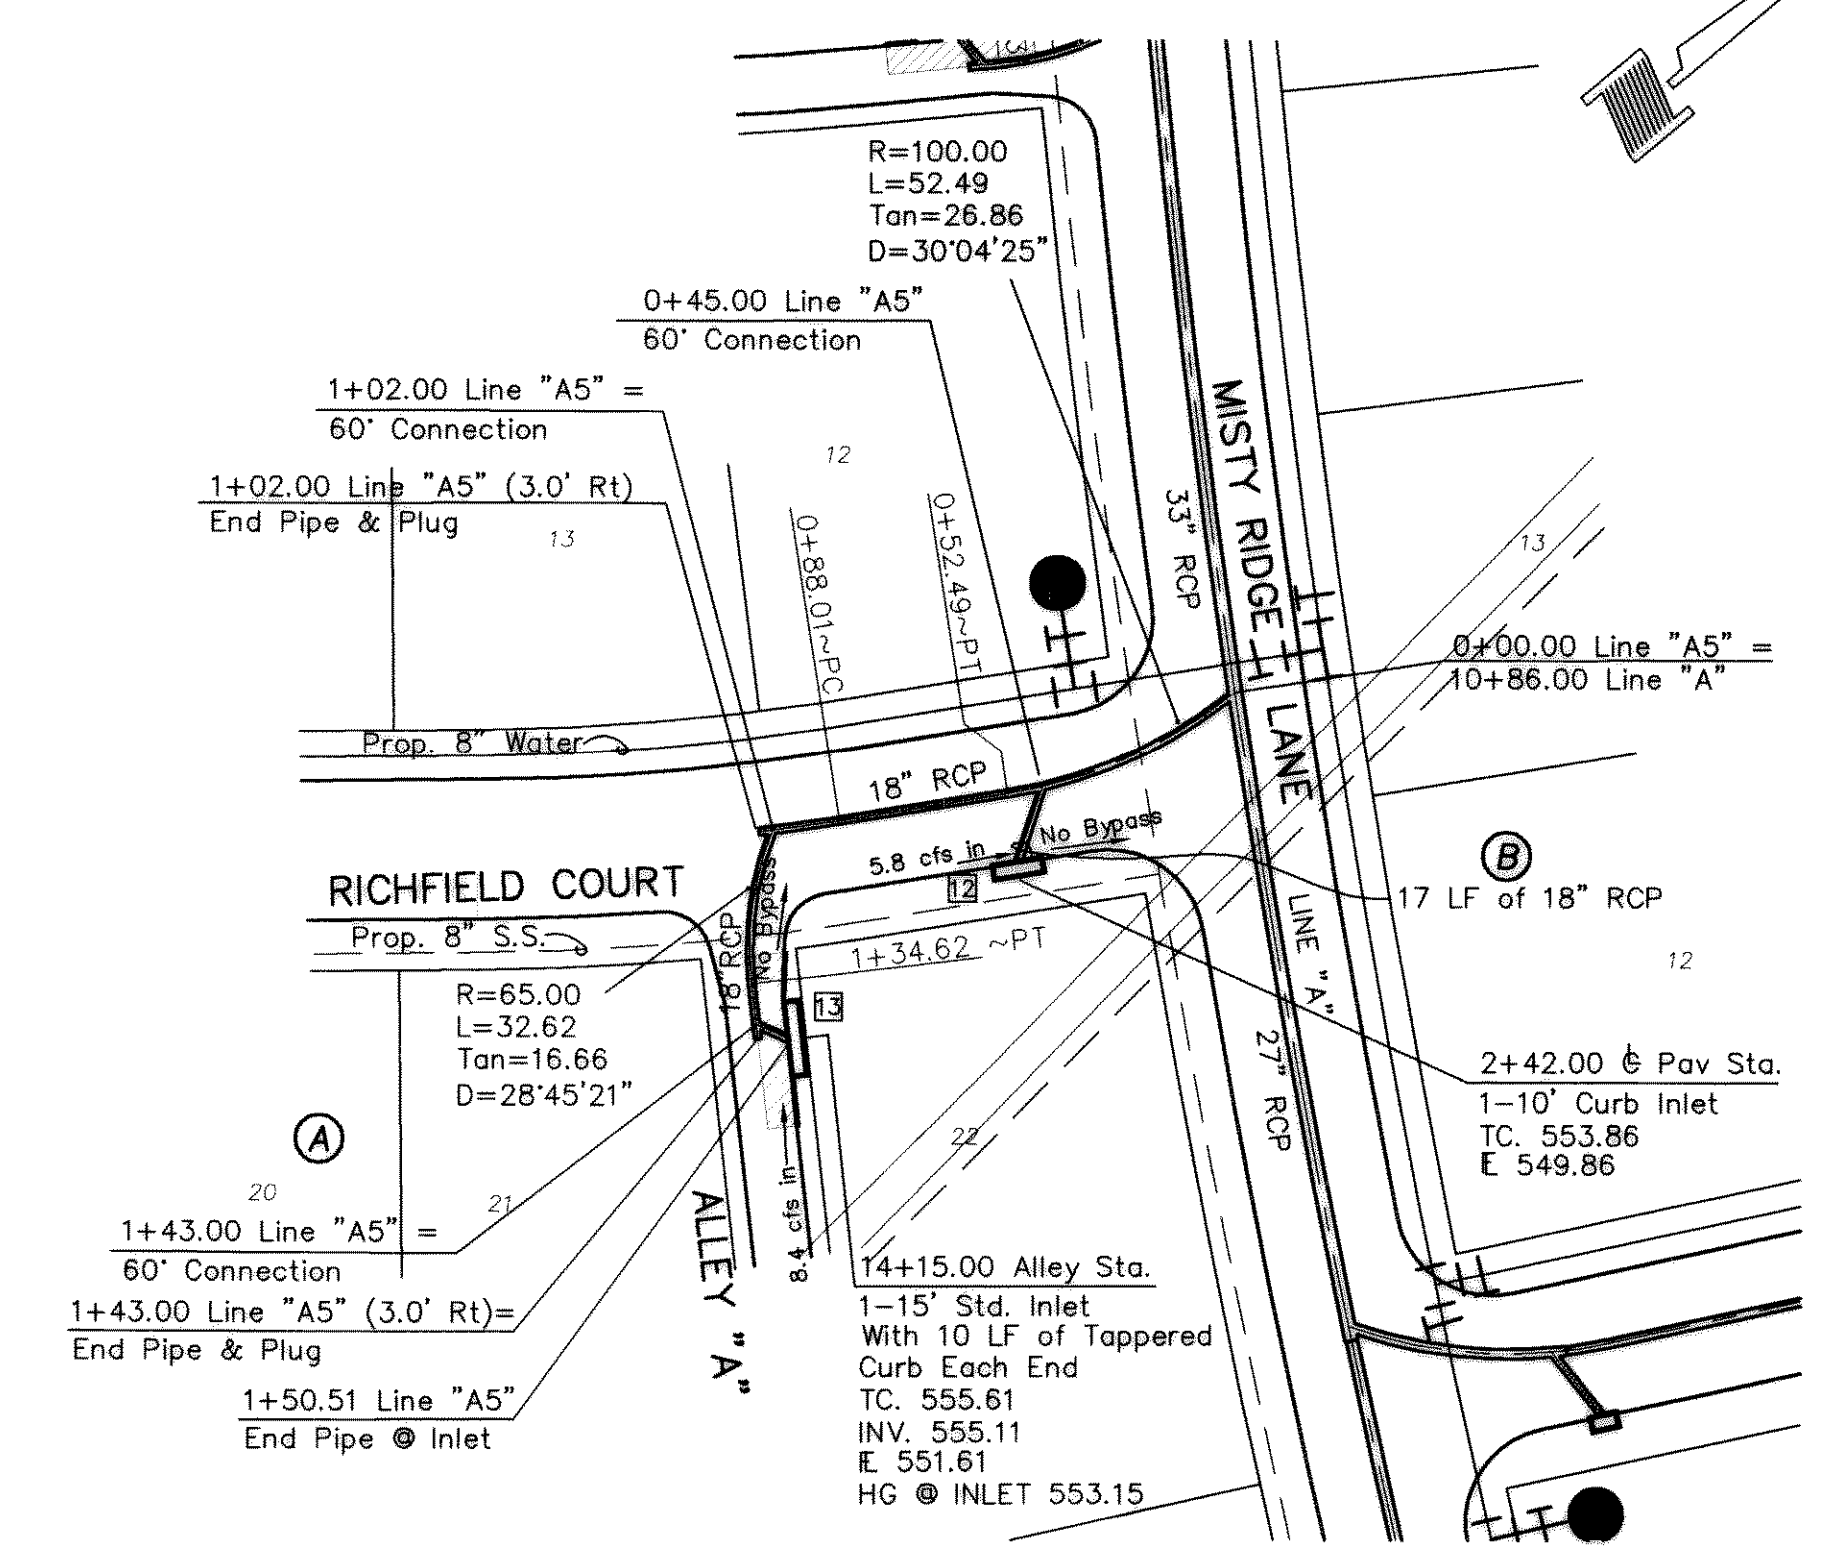 R=100.00
L=52.49
Tan=26.86
D=30°04'25"
0+45.00 Line "A5"
60° Connection
1+02.00 Line "A5" =
60° Connection
1+02.00 Line "A5" (3.0' Rt)
End Pipe & Plug
12
13
0+88.01~PC
0+52.49~PT
33" RCP
MISTY RIDGE LANE
13
0+00.00 Line "A5" =
10+86.00 Line "A"
Prop. 8" Water
18" RCP
5.8 cfs in
No Bypass
12
B
17 LF of 18" RCP
RICHFIELD COURT
Prop. 8" S.S.
18" RCP
No Bypass
1+34.62 ~PT
LINE "A"
12
R=65.00
L=32.62
Tan=16.66
D=28°45'21"
13
27" RCP
2+42.00 ℄ Pav Sta.
1-10' Curb Inlet
TC. 553.86
FL 549.86
A
20
21
22
8.4 cfs in
ALLEY "A"
1+43.00 Line "A5" =
60° Connection
1+43.00 Line "A5" (3.0' Rt)=
End Pipe & Plug
1+50.51 Line "A5"
End Pipe @ Inlet
14+15.00 Alley Sta.
1-15' Std. Inlet
With 10 LF of Tappered
Curb Each End
TC. 555.61
INV. 555.11
FL 551.61
HG @ INLET 553.15